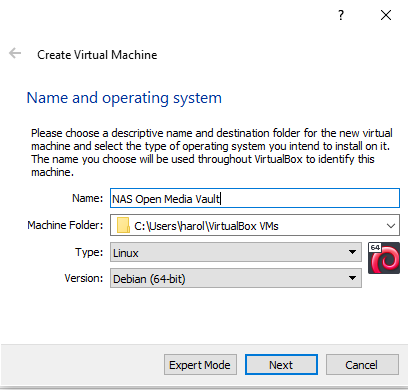 ?
Create Virtual Machine
Name and operating system
Please choose a descriptive name and destination folder for the new virtual
machine and select the type of operating system you intend to install on it.
The name you choose will be used throughout VirtualBox to identify this
machine.
Name: NAS Open Media Vault
Machine Folder: C:\Users\harol\VirtualBox VMs
Type: Linux
64
Version: Debian (64-bit)
Expert Mode Next Cancel